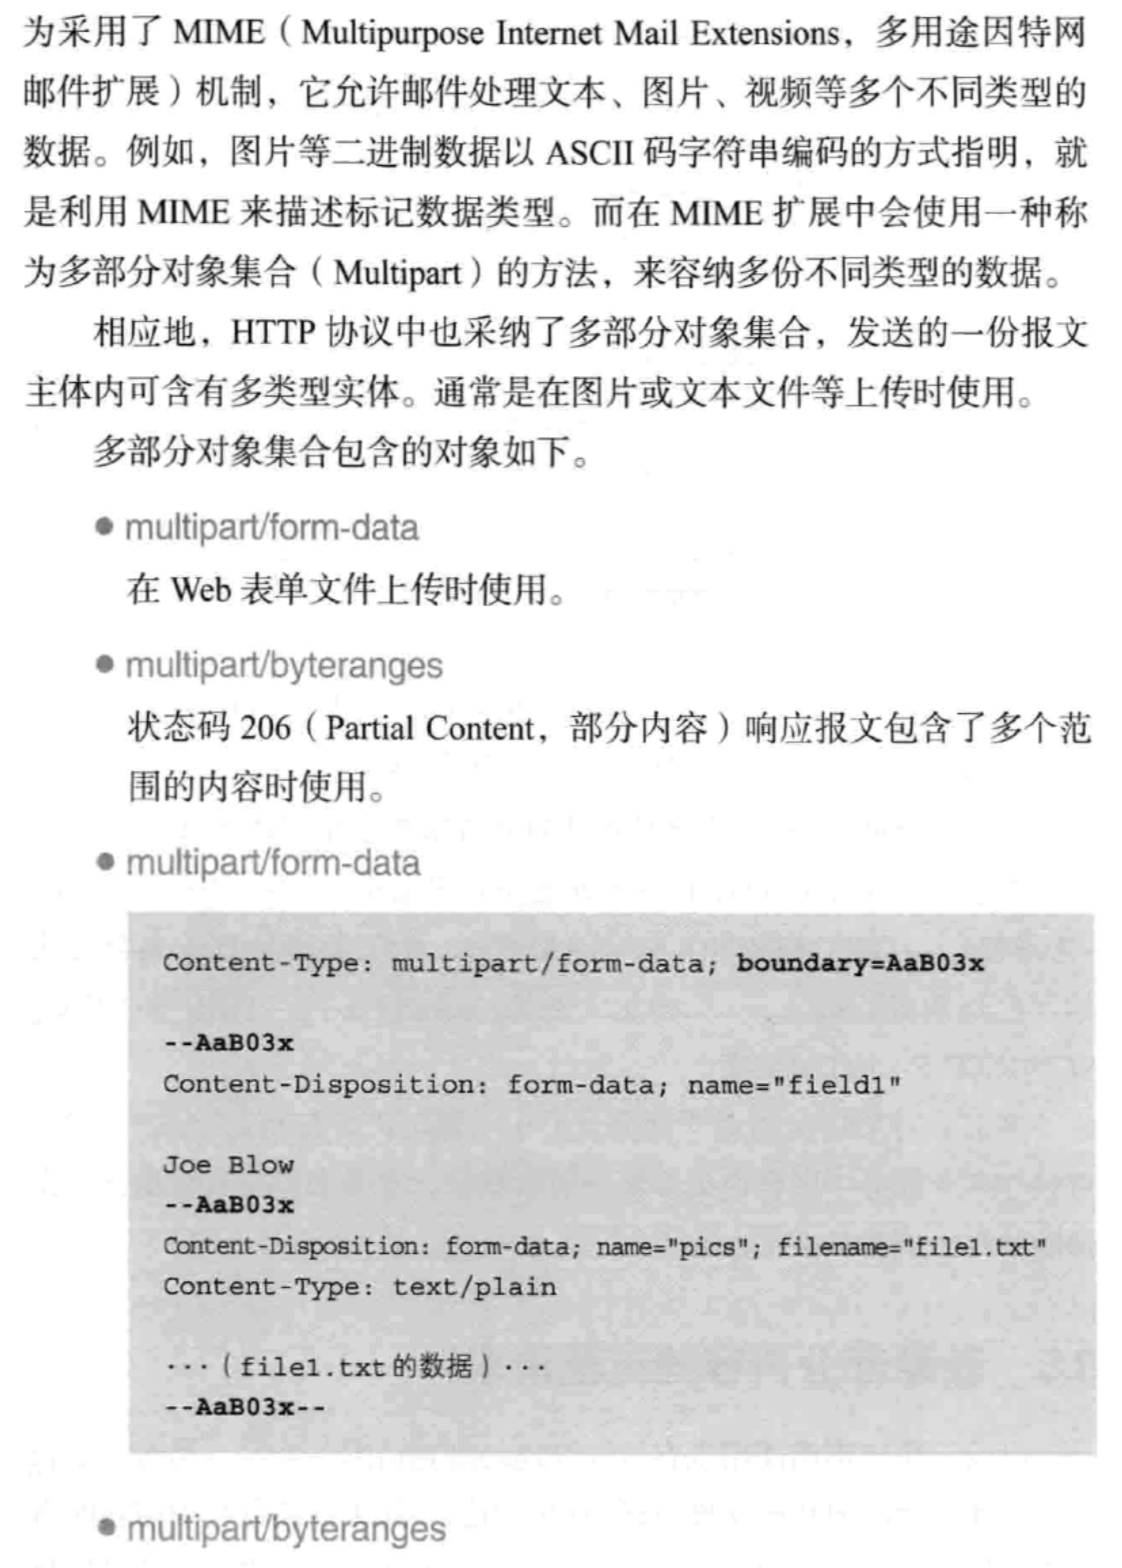 为采用了 MIME（Multipurpose Internet Mail Extensions，多用途因特网
邮件扩展）机制，它允许邮件处理文本、图片、视频等多个不同类型的
数据。例如，图片等二进制数据以 ASCII 码字符串编码的方式指明，就
是利用 MIME 来描述标记数据类型。而在 MIME 扩展中会使用一种称
为多部分对象集合（Multipart）的方法，来容纳多份不同类型的数据。
相应地，HTTP 协议中也采纳了多部分对象集合，发送的一份报文
主体内可含有多类型实体。通常是在图片或文本文件等上传时使用。
多部分对象集合包含的对象如下。
● multipart/form-data
在 Web 表单文件上传时使用。
● multipart/byteranges
状态码 206（Partial Content，部分内容）响应报文包含了多个范
围的内容时使用。
● multipart/form-data
Content-Type: multipart/form-data; boundary=AaB03x
--AaB03x
Content-Disposition: form-data; name="field1"
Joe Blow
--AaB03x
Content-Disposition: form-data; name="pics"; filename="file1.txt"
Content-Type: text/plain
···（file1.txt的数据）···
--AaB03x--
● multipart/byteranges